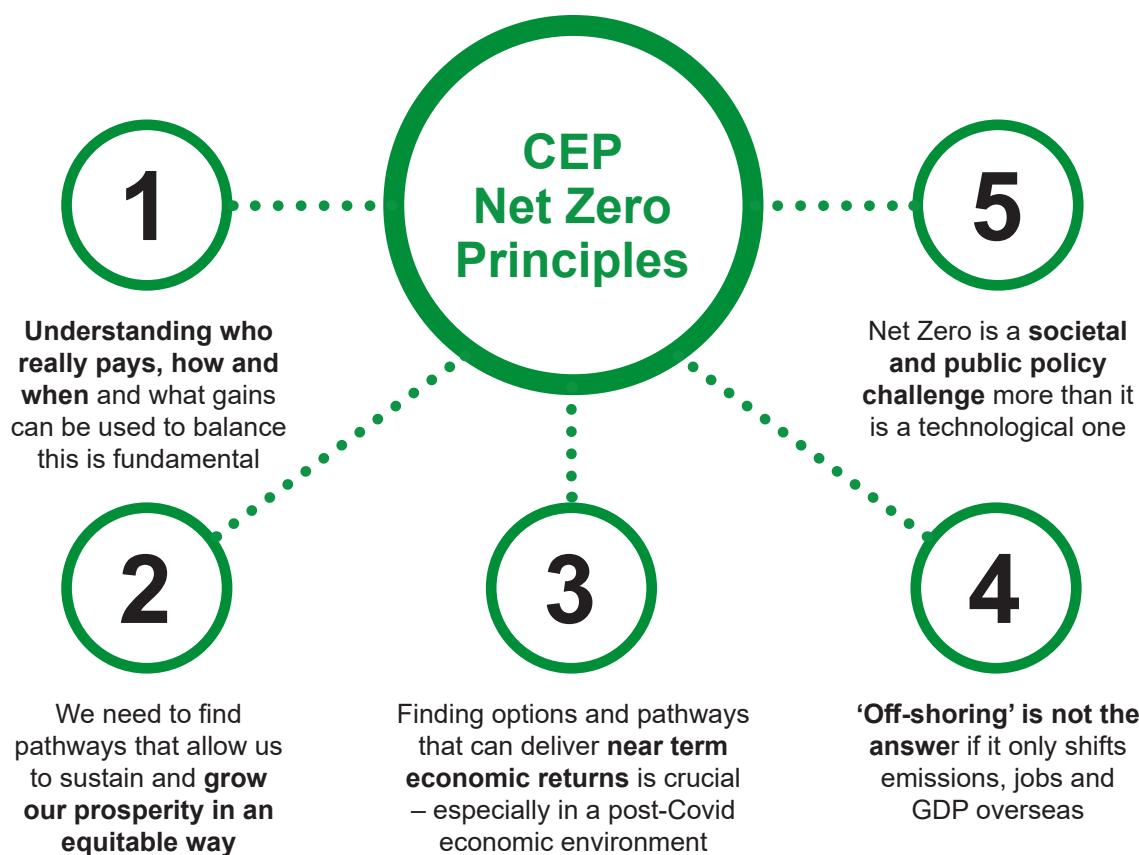 CEP
Net Zero
Principles
1
Understanding who
really pays, how and
when and what gains
can be used to balance
this is fundamental
2
We need to find
pathways that allow us
to sustain and grow
our prosperity in an
equitable way
3
Finding options and pathways
that can deliver near term
economic returns is crucial
– especially in a post-Covid
economic environment
4
‘Off-shoring’ is not the
answer if it only shifts
emissions, jobs and
GDP overseas
5
Net Zero is a societal
and public policy
challenge more than it
is a technological one